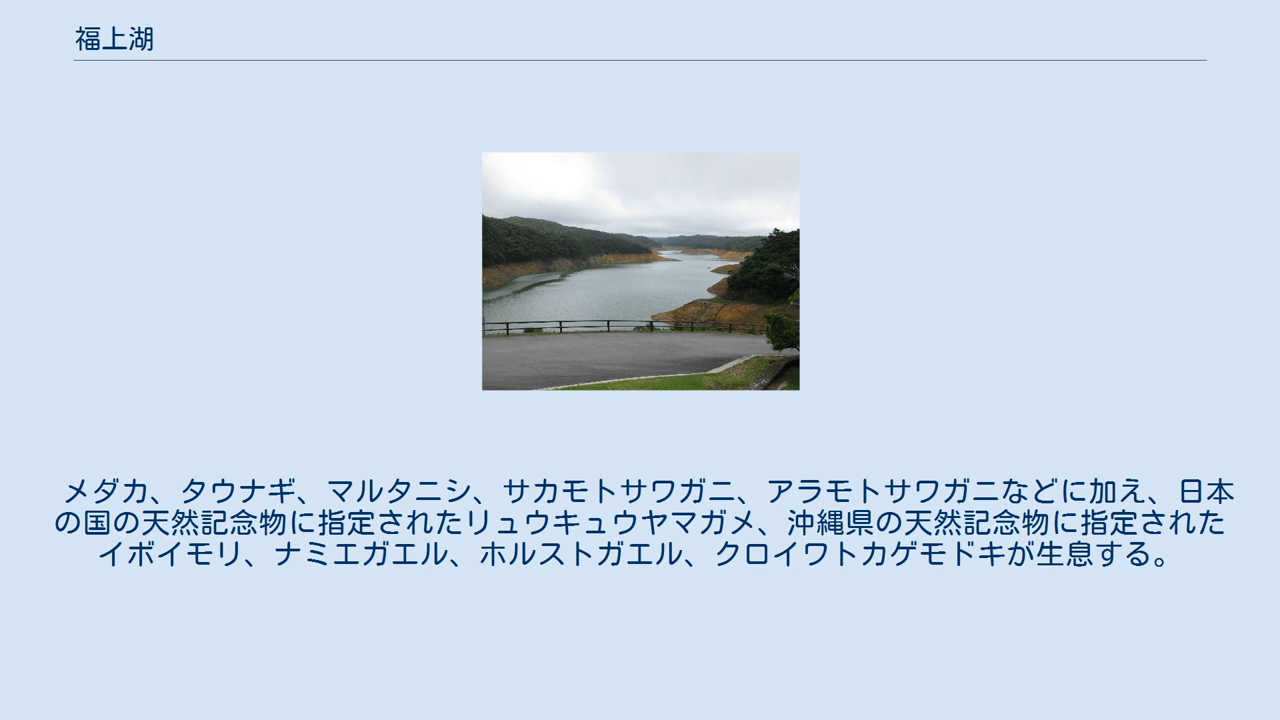 福上湖
メダカ、タウナギ、マルタニシ、サカモトサワガニ、アラモトサワガニなどに加え、日本
の国の天然記念物に指定されたリュウキュウヤマガメ、沖縄県の天然記念物に指定された
イボイモリ、ナミエガエル、ホルストガエル、クロイワトカゲモドキが生息する。